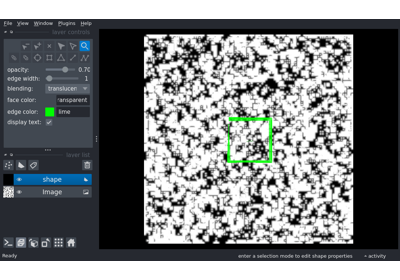 File View Window Plugins Help
layer controls
opacity: 0.70
edge width: 1
blending: translucen
face color: transparent
edge color: lime
display text:
layer list
shape
Image
Ready enter a selection mode to edit shape properties activity